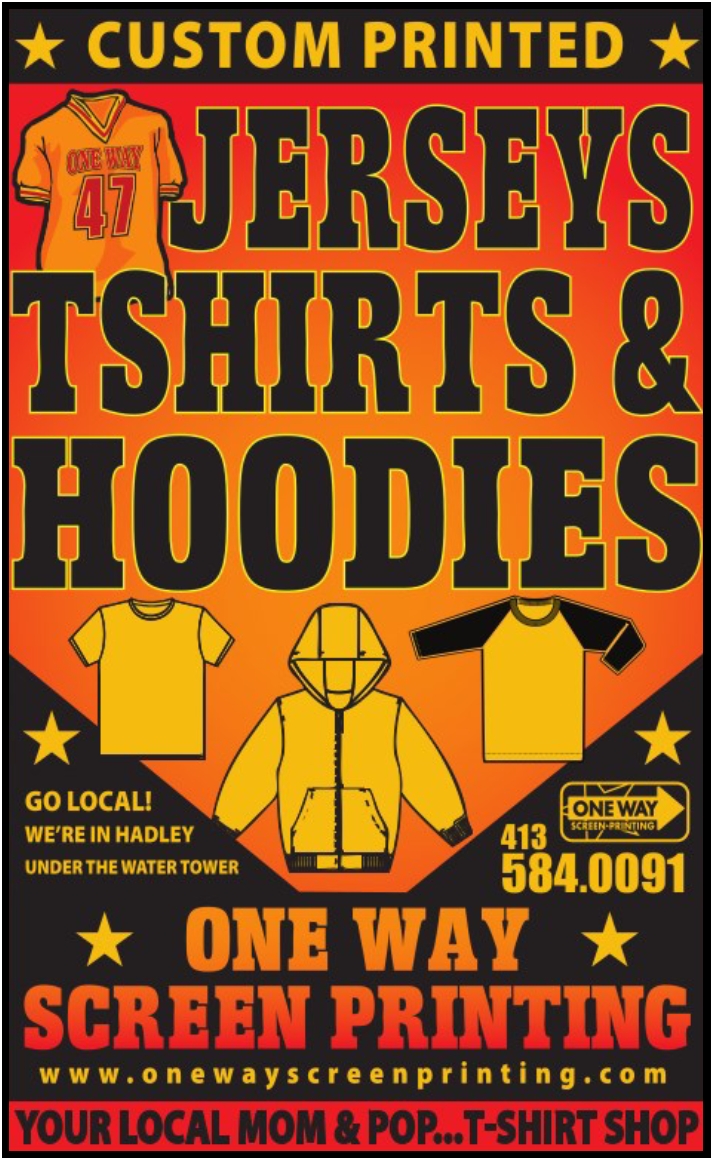 CUSTOM PRINTED
ONE WAY
47
JERSEYS
TSHIRTS &
HOODIES
GO LOCAL!
WE'RE IN HADLEY
UNDER THE WATER TOWER
ONE WAY
SCREEN-PRINTING
413
584.0091
ONE WAY
SCREEN PRINTING
www.onewayscreenprinting.com
YOUR LOCAL MOM & POP...T-SHIRT SHOP